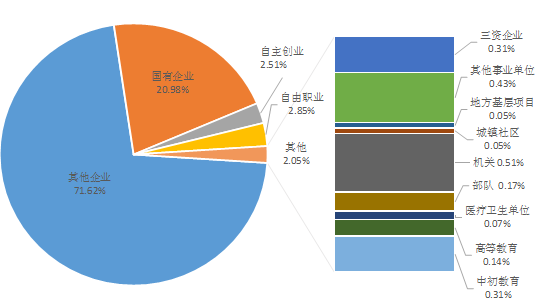 其他企业
71.62%
国有企业
20.98%
自主创业
2.51%
自由职业
2.85%
其他
2.05%
三资企业
0.31%
其他事业单位
0.43%
地方基层项目
0.05%
城镇社区
0.05%
机关 0.51%
部队 0.17%
医疗卫生单位
0.07%
高等教育
0.14%
中初教育
0.31%